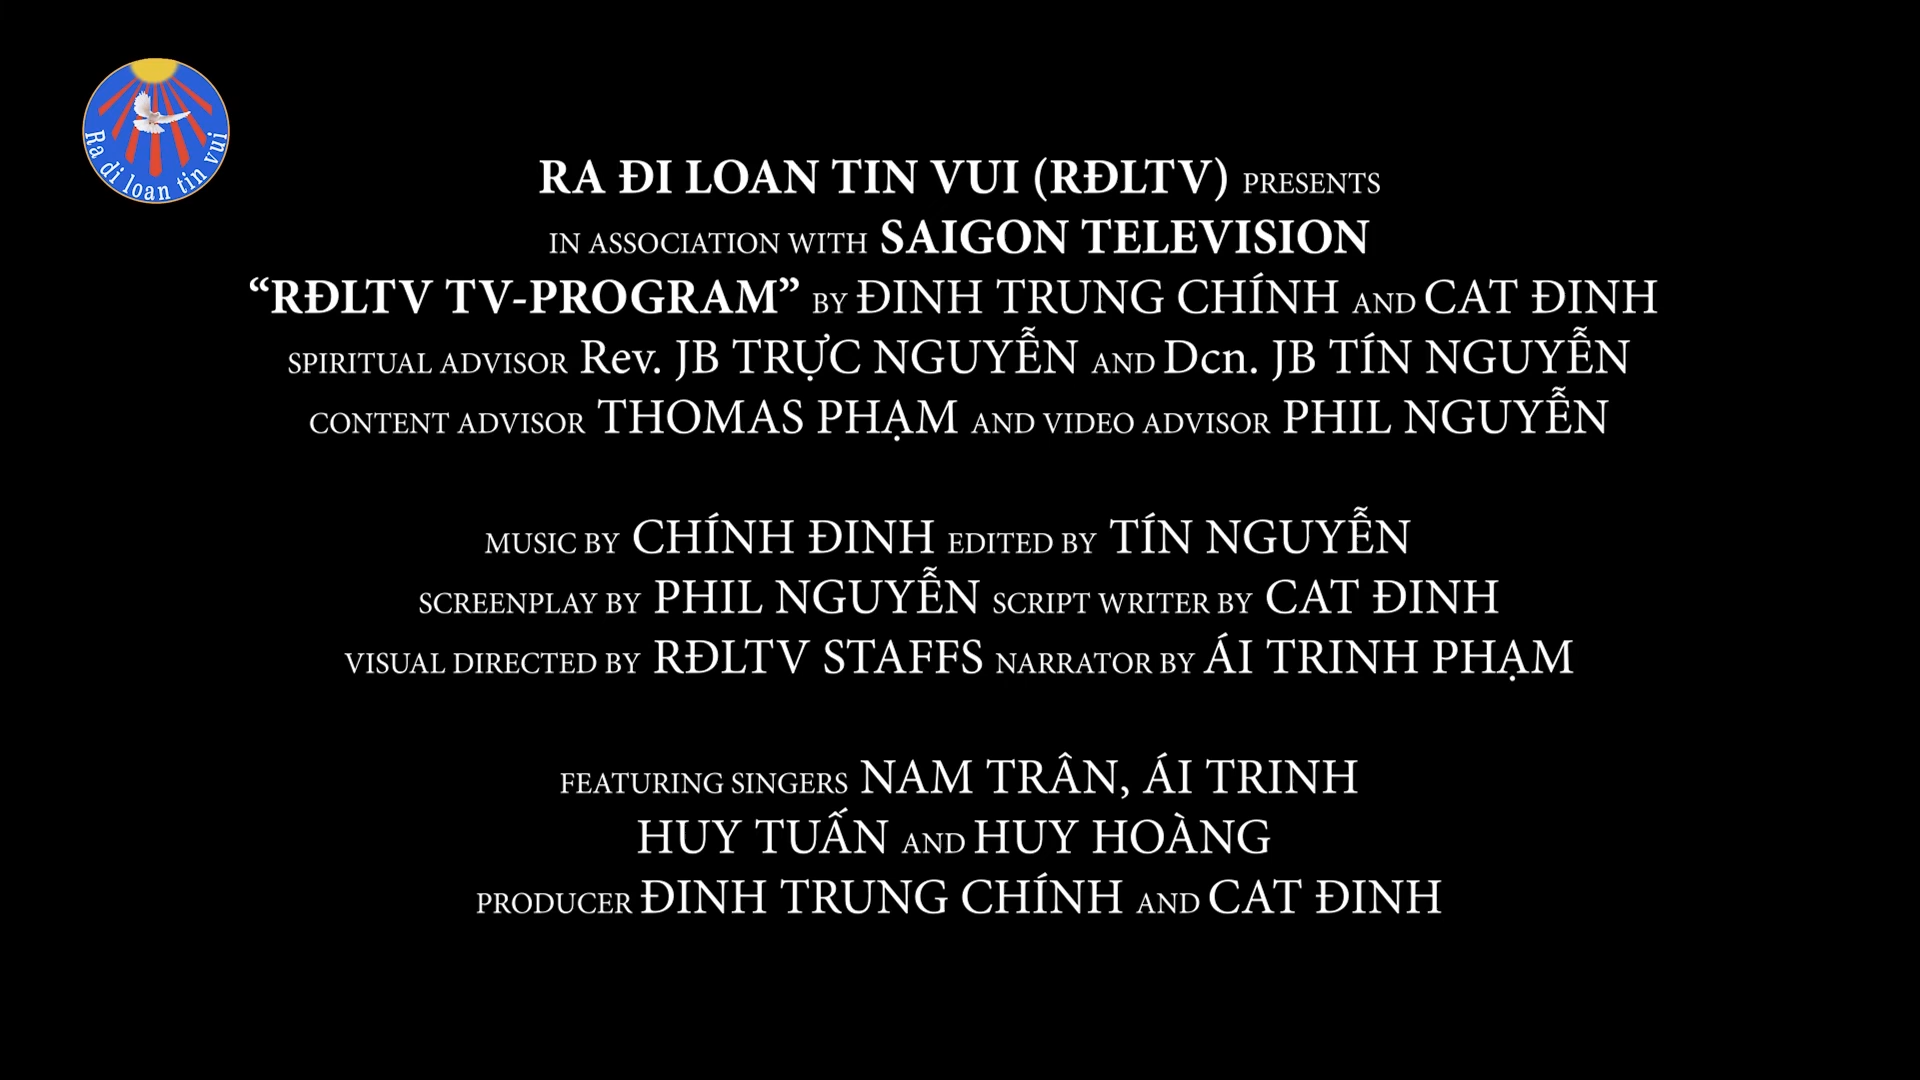 Ra di loan tin vui
RA ĐI LOAN TIN VUI (RĐLTV) PRESENTS
IN ASSOCIATION WITH SAIGON TELEVISION
“RĐLTV TV-PROGRAM” BY ĐINH TRUNG CHÍNH AND CAT ĐINH
SPIRITUAL ADVISOR Rev. JB TRỰC NGUYỄN AND Dcn. JB TÍN NGUYỄN
CONTENT ADVISOR THOMAS PHẠM AND VIDEO ADVISOR PHIL NGUYỄN
MUSIC BY CHÍNH ĐINH EDITED BY TÍN NGUYỄN
SCREENPLAY BY PHIL NGUYỄN SCRIPT WRITER BY CAT ĐINH
VISUAL DIRECTED BY RĐLTV STAFFS NARRATOR BY ÁI TRINH PHẠM
FEATURING SINGERS NAM TRÂN, ÁI TRINH
HUY TUẤN AND HUY HOÀNG
PRODUCER ĐINH TRUNG CHÍNH AND CAT ĐINH